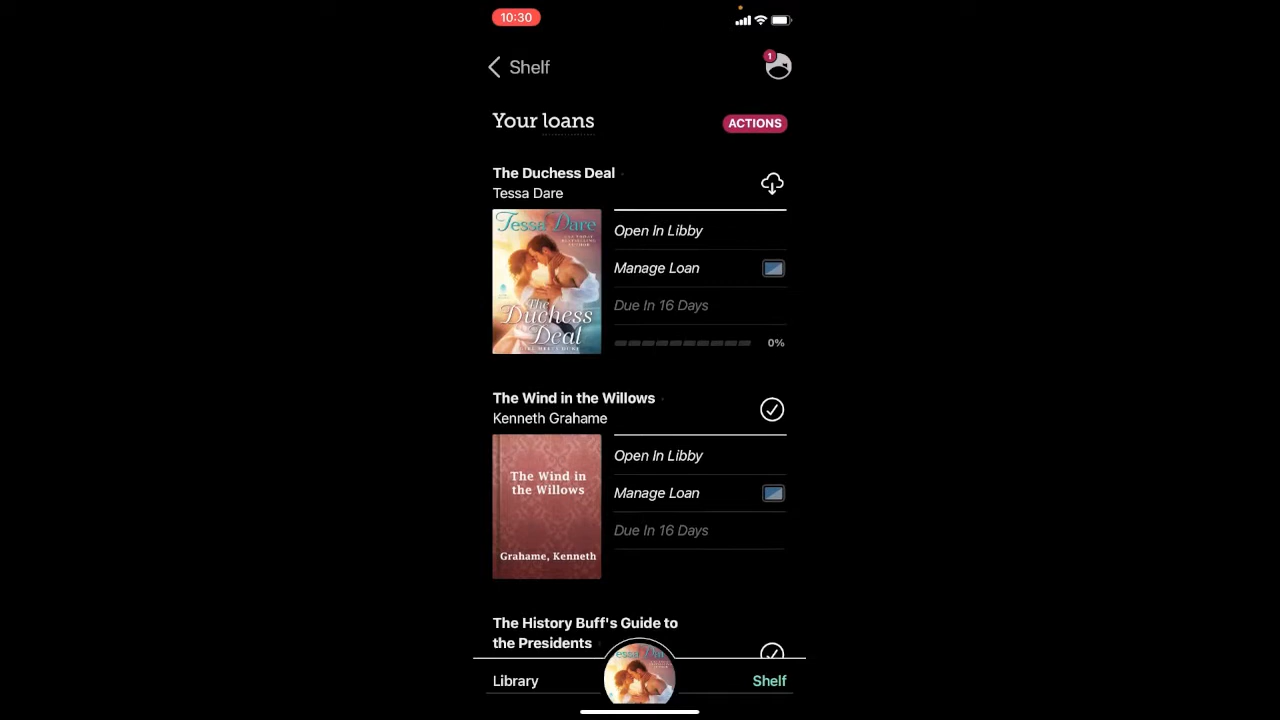 10:30
Shelf
1
Your loans
ACTIONS
The Duchess Deal
Tessa Dare
Tessa Dare
The
Duchess
Deal
Open In Libby
Manage Loan
Due In 16 Days
0%
The Wind in the Willows
Kenneth Grahame
The Wind in
the Willows
Grahame, Kenneth
Open In Libby
Manage Loan
Due In 16 Days
The History Buff's Guide to
the Presidents
Library
Shelf